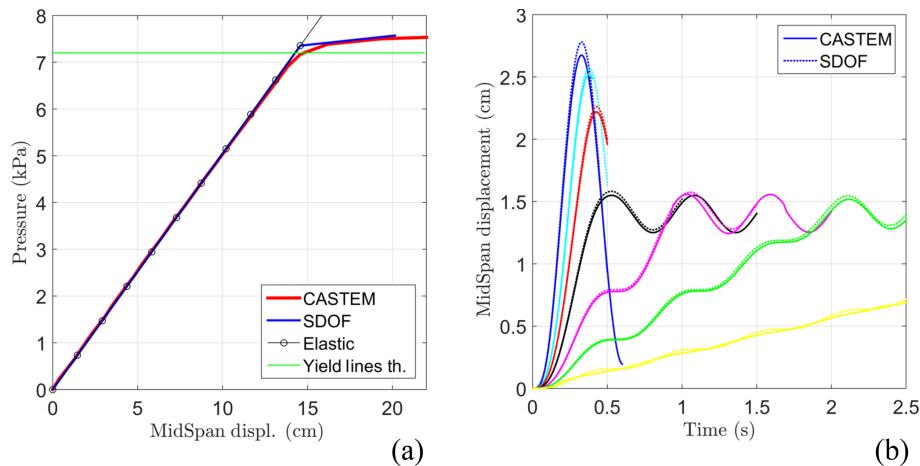 8
7
6
5
4
3
2
1
0
Pressure (kPa)
0
5
10
15
20
MidSpan displ. (cm)
CASTEM
SDOF
Elastic
Yield lines th.
(a)
3
2.5
2
1.5
1
0.5
0
MidSpan displacement (cm)
0
0.5
1
1.5
2
2.5
Time (s)
CASTEM
SDOF
(b)